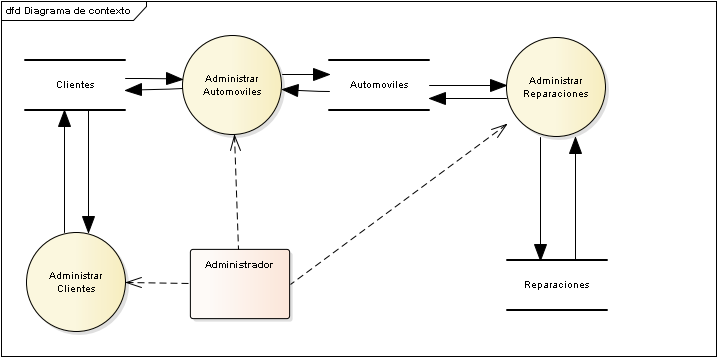 dfd Diagrama de contexto
Clientes
Administrar
Automoviles
Automoviles
Administrar
Reparaciones
Administrar
Clientes
Administrador
Reparaciones